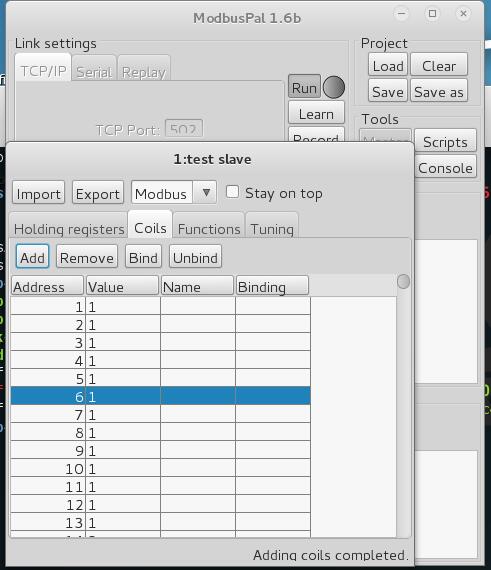 ModbusPal 1.6b
Link settings
Project
TCP/IP Serial Replay
Load Clear
Run
Save Save as
Learn
Tools
TCP Port: 502
Record
Master Scripts
Console
1:test slave
Import Export Modbus Stay on top
Holding registers Coils Functions Tuning
Add Remove Bind Unbind
Address Value Name Binding
1 1
2 1
3 1
4 1
5 1
6 1
7 1
8 1
9 1
10 1
11 1
12 1
13 1
Adding coils completed.